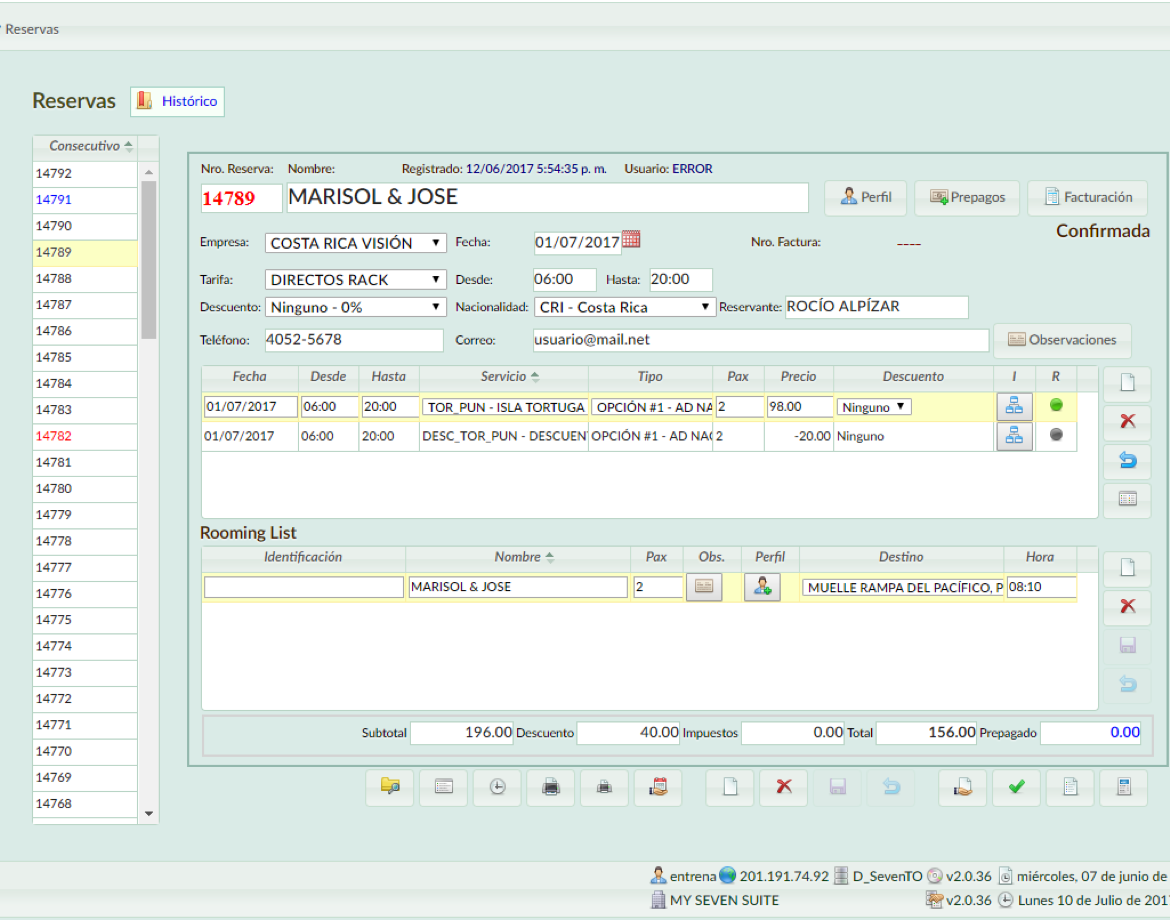 Reservas
Reservas Histórico
Consecutivo
14792
14791
14790
14789
14788
14787
14786
14785
14784
14783
14782
14781
14780
14779
14778
14777
14776
14775
14774
14773
14772
14771
14770
14769
14768
Nro. Reserva: Nombre: Registrado: 12/06/2017 5:54:35 p. m. Usuario: ERROR
14789 MARISOL & JOSE Perfil Prepagos Facturación
Confirmada
Empresa: COSTA RICA VISIÓN Fecha: 01/07/2017 Nro. Factura: ----
Tarifa: DIRECTOS RACK Desde: 06:00 Hasta: 20:00
Descuento: Ninguno - 0% Nacionalidad: CRI - Costa Rica Reservante: ROCÍO ALPÍZAR
Teléfono: 4052-5678 Correo: usuario@mail.net Observaciones
Fecha Desde Hasta Servicio Tipo Pax Precio Descuento I R
01/07/2017 06:00 20:00 TOR_PUN - ISLA TORTUGA OPCIÓN #1 - AD NA 2 98.00 Ninguno
01/07/2017 06:00 20:00 DESC_TOR_PUN - DESCUEN OPCIÓN #1 - AD NAC 2 -20.00 Ninguno
Rooming List
Identificación Nombre Pax Obs. Perfil Destino Hora
MARISOL & JOSE 2 MUELLE RAMPA DEL PACÍFICO, P 08:10
Subtotal 196.00 Descuento 40.00 Impuestos 0.00 Total 156.00 Prepagado 0.00
entrena 201.191.74.92 D_SevenTO v2.0.36 miércoles, 07 de junio de
MY SEVEN SUITE v2.0.36 Lunes 10 de Julio de 201